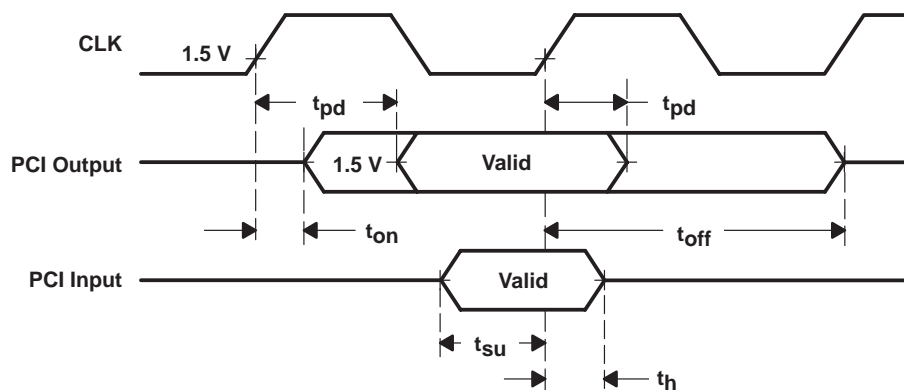 CLK
1.5 V
tpd
tpd
PCI Output
1.5 V
Valid
ton
toff
PCI Input
Valid
tsu
th